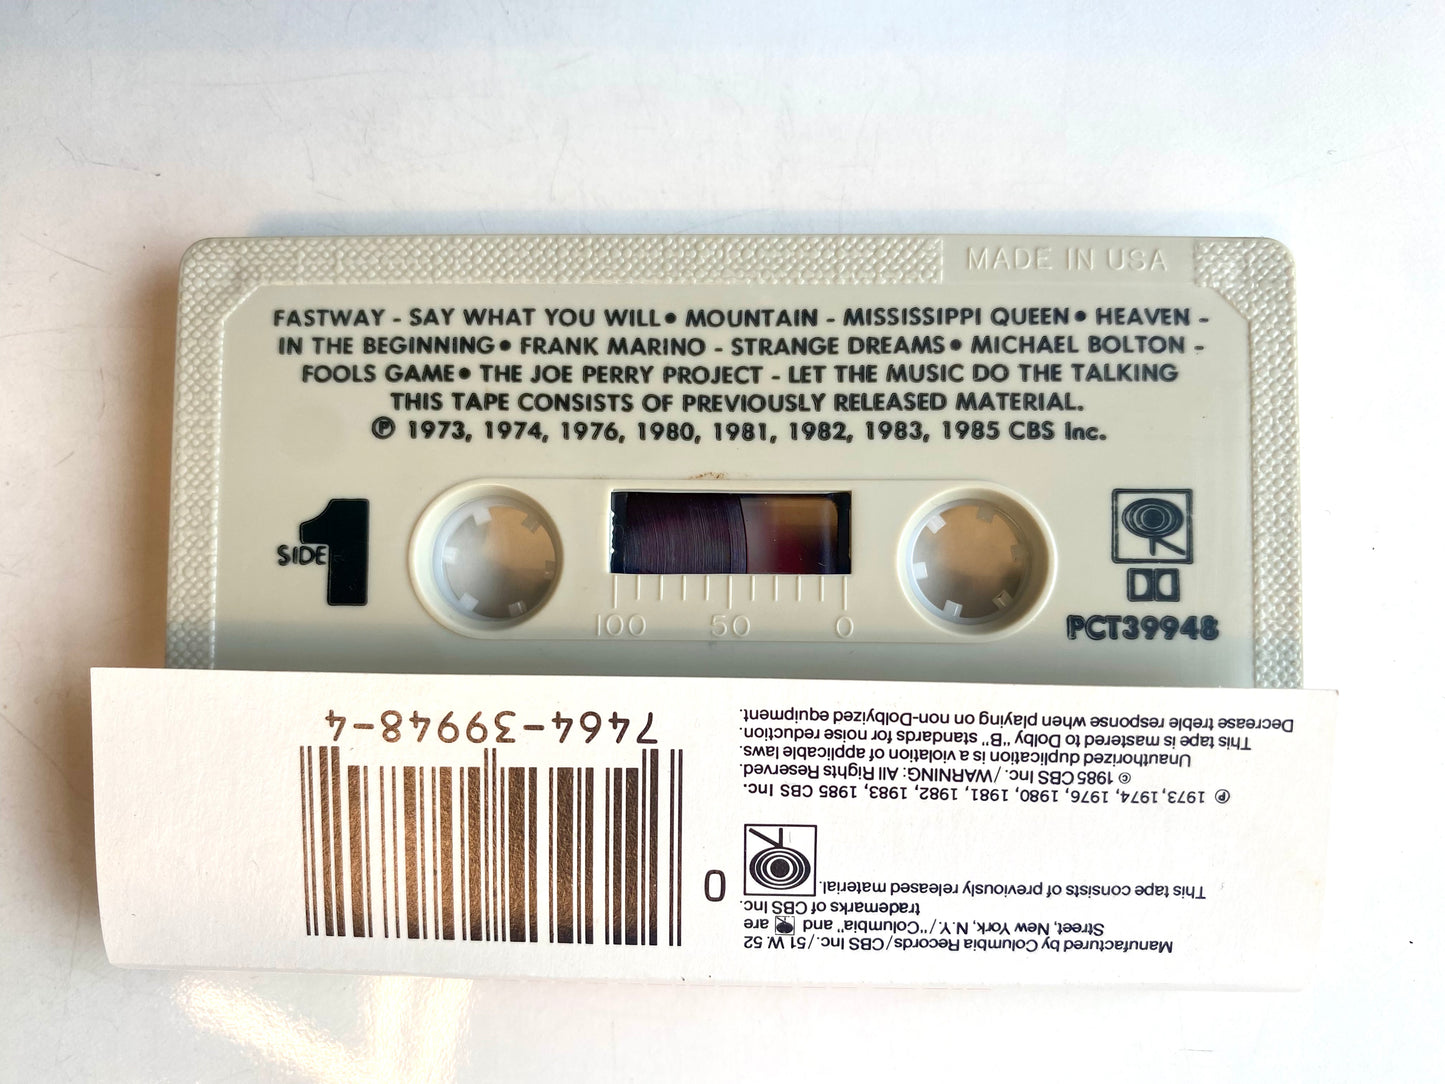 MADE IN USA
FASTWAY - SAY WHAT YOU WILL • MOUNTAIN - MISSISSIPPI QUEEN • HEAVEN -
IN THE BEGINNING • FRANK MARINO - STRANGE DREAMS • MICHAEL BOLTON -
FOOLS GAME • THE JOE PERRY PROJECT - LET THE MUSIC DO THE TALKING
THIS TAPE CONSISTS OF PREVIOUSLY RELEASED MATERIAL.
℗ 1973, 1974, 1976, 1980, 1981, 1982, 1983, 1985 CBS Inc.
SIDE 1
100 50 0
PCT39948
Manufactured by Columbia Records/CBS Inc./51 W. 52
Street, New York, N.Y./"Columbia" and are
trademarks of CBS Inc.
This tape consists of previously released material.
℗ 1973, 1974, 1976, 1980, 1981, 1982, 1983, 1985 CBS Inc.
© 1985 CBS Inc./WARNING: All Rights Reserved.
Unauthorized duplication is a violation of applicable laws.
This tape is mastered to Dolby "B" standards for noise reduction.
Decrease treble response when playing on non-Dolbyized equipment.
0
7464-39948-4